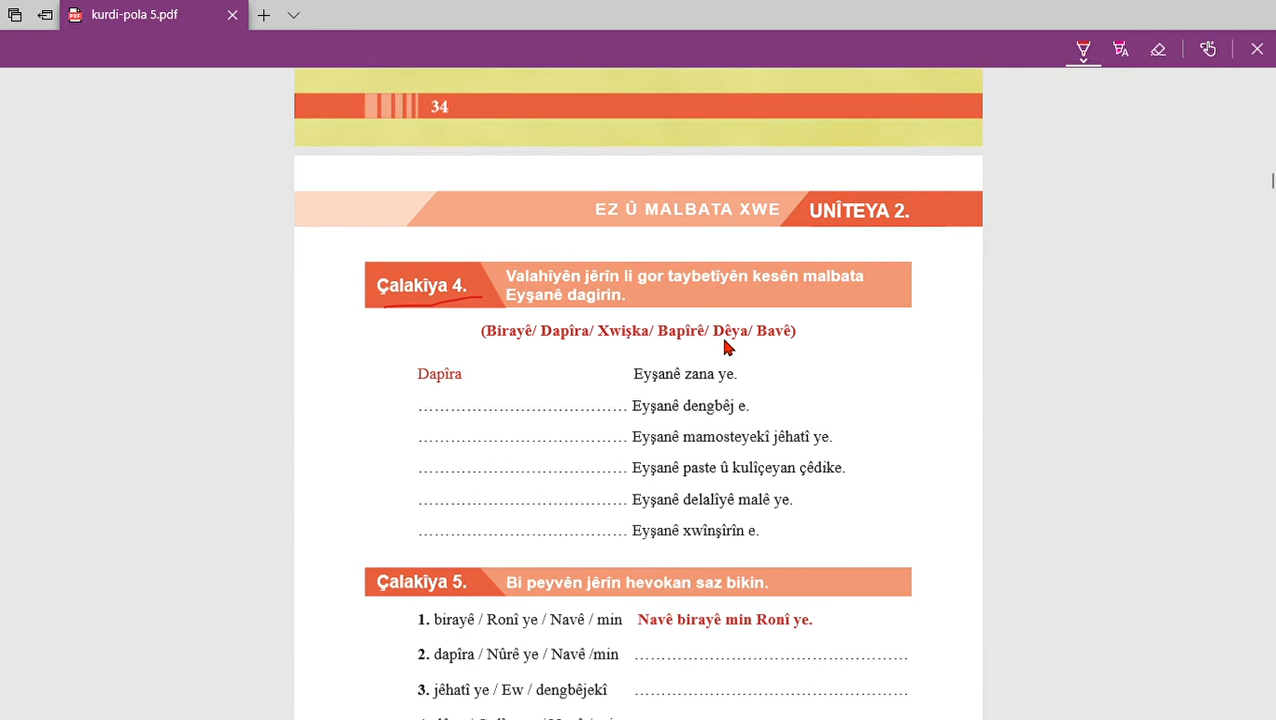 kurdi-pola 5.pdf
34
EZ Û MALBATA XWE UNÎTEYA 2.
Çalakîya 4. Valahîyên jêrîn li gor taybetîyên kesên malbata
Eyşanê dagirin.
(Birayê/ Dapîra/ Xwişka/ Bapîrê/ Dêya/ Bavê)
Dapîra Eyşanê zana ye.
........................................ Eyşanê dengbêj e.
........................................ Eyşanê mamosteyekî jêhatî ye.
........................................ Eyşanê paste û kulîçeyan çêdike.
........................................ Eyşanê delalîyê malê ye.
........................................ Eyşanê xwînşîrîn e.
Çalakîya 5. Bi peyvên jêrîn hevokan saz bikin.
1. birayê / Ronî ye / Navê / min Navê birayê min Ronî ye.
2. dapîra / Nûrê ye / Navê /min ....................................................
3. jêhatî ye / Ew / dengbêjekî ....................................................